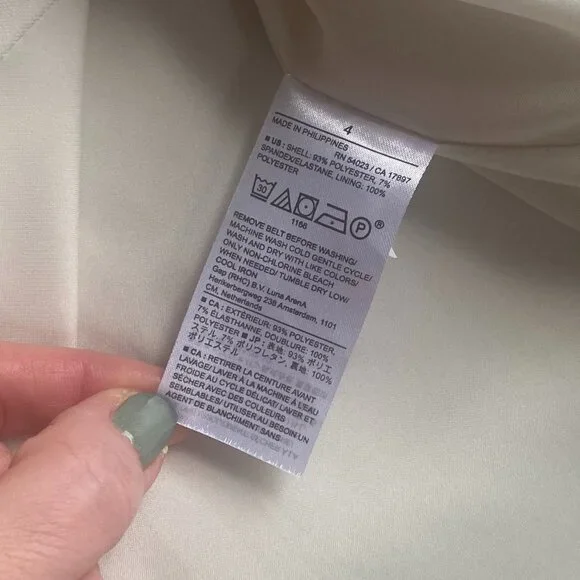 4
MADE IN PHILIPPINES
RN 54023 / CA 17897
■ US: SHELL: 93% POLYESTER, 7%
SPANDEX/ELASTANE, LINING: 100%
POLYESTER
30 P ®
1166
REMOVE BELT BEFORE WASHING/
MACHINE WASH COLD GENTLE CYCLE/
WASH AND DRY WITH LIKE COLORS/
ONLY NON-CHLORINE BLEACH
WHEN NEEDED/ TUMBLE DRY LOW/
COOL IRON
Gap (RHC) B.V. Luna ArenA
Herikerbergweg 238 Amsterdam, 1101
CM, Netherlands
■ CA: EXTÉRIEUR: 93% POLYESTER,
7% ÉLASTHANNE, DOUBLURE: 100%
■ JP: 表地: 93% ポリエ
ステル, 7% ポリウレタン, 裏地: 100%
ポリエステル
■ CA: RETIRER LA CEINTURE AVANT
LAVAGE/ LAVER À LA MACHINE À L'EAU
FROIDE AU CYCLE DÉLICAT/ LAVER ET
SÉCHER AVEC DES COULEURS
SEMBLABLES/ UTILISER AU BESOIN UN
AGENT DE BLANCHIMENT SANS